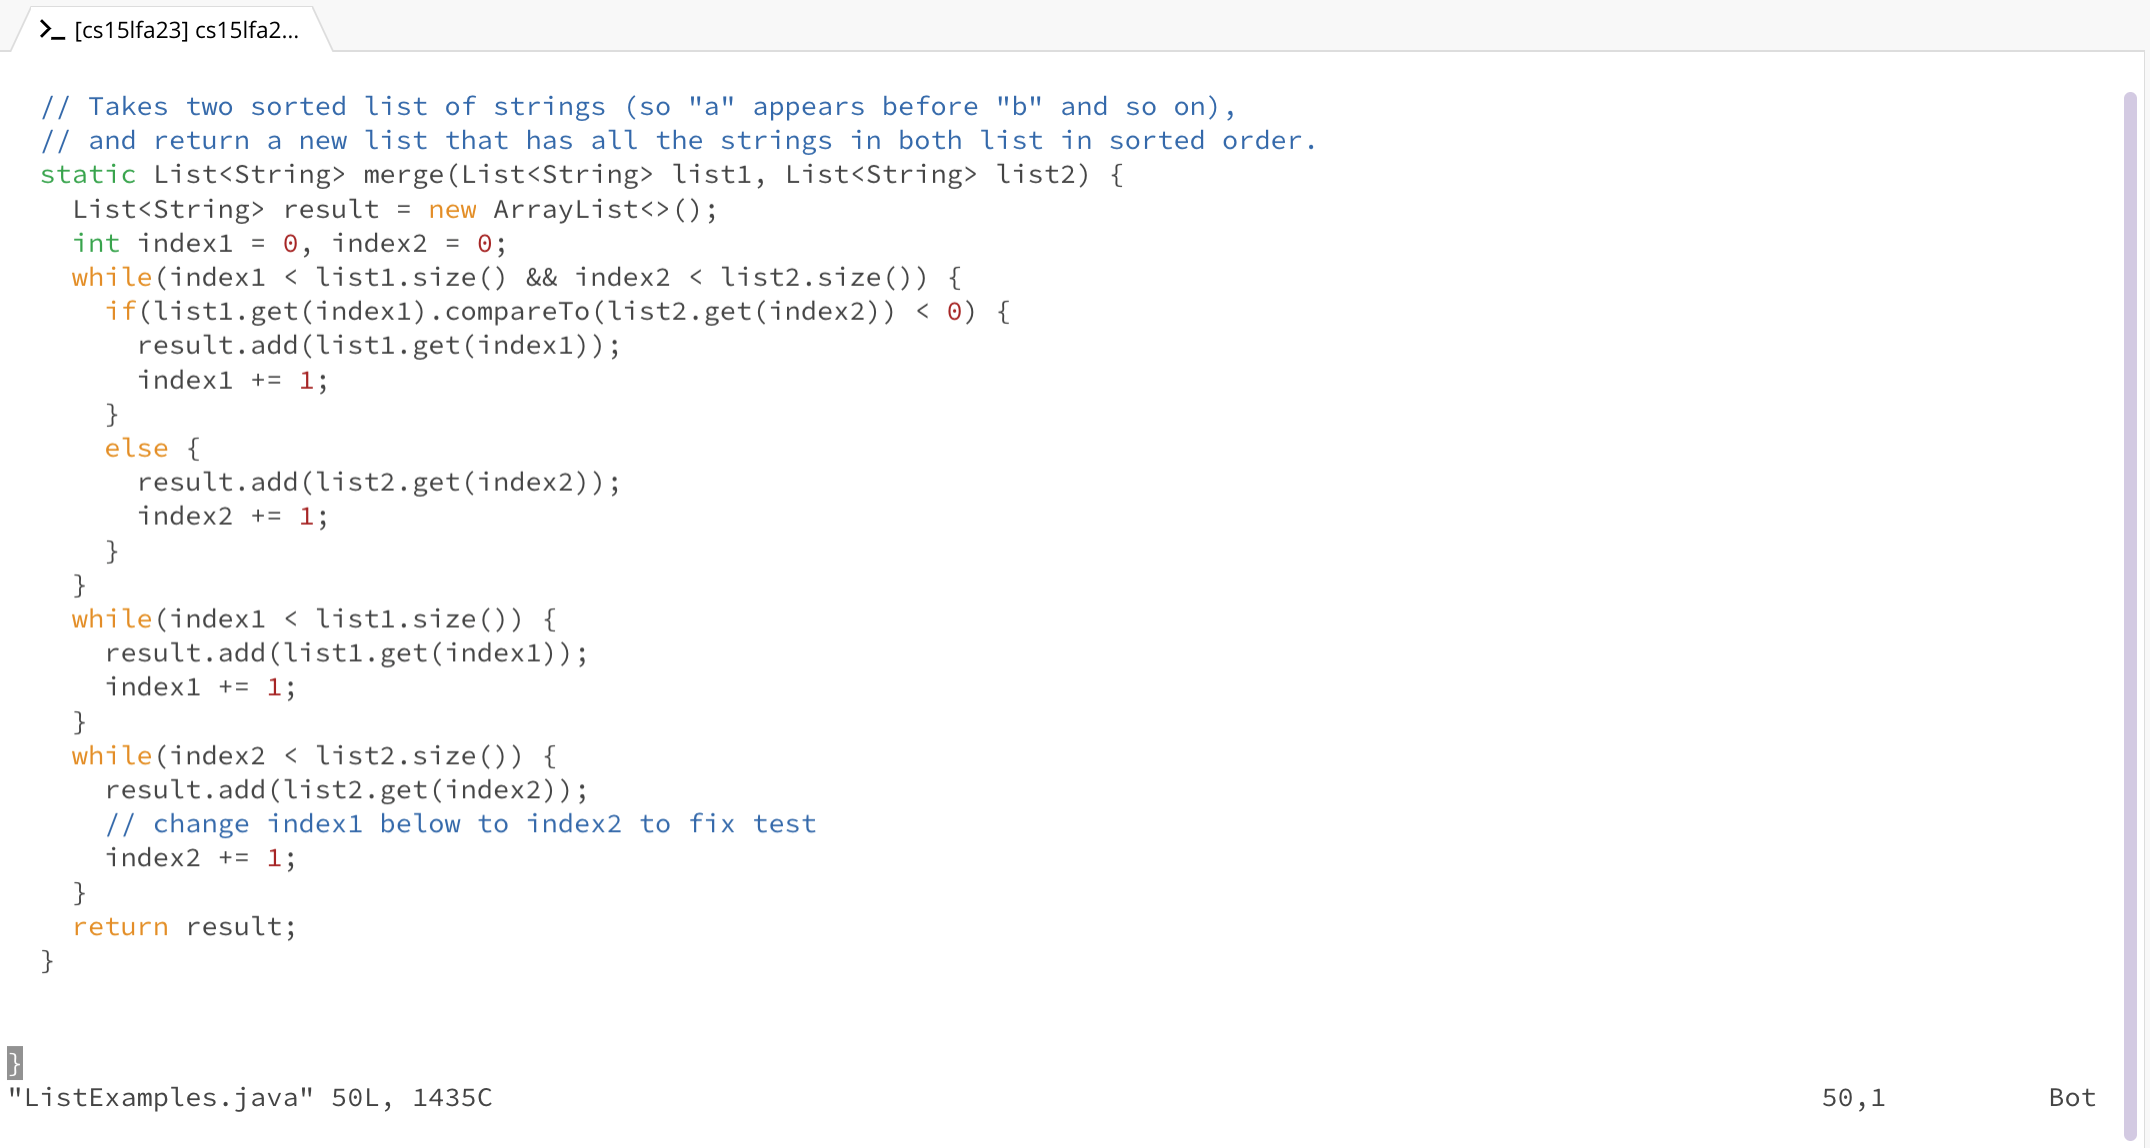 [cs15lfa23] cs15lfa2...
// Takes two sorted list of strings (so "a" appears before "b" and so on),
// and return a new list that has all the strings in both list in sorted order.
static List<String> merge(List<String> list1, List<String> list2) {
List<String> result = new ArrayList<>();
int index1 = 0, index2 = 0;
while(index1 < list1.size() && index2 < list2.size()) {
if(list1.get(index1).compareTo(list2.get(index2)) < 0) {
result.add(list1.get(index1));
index1 += 1;
}
else {
result.add(list2.get(index2));
index2 += 1;
}
}
while(index1 < list1.size()) {
result.add(list1.get(index1));
index1 += 1;
}
while(index2 < list2.size()) {
result.add(list2.get(index2));
// change index1 below to index2 to fix test
index2 += 1;
}
return result;
}
}
"ListExamples.java" 50L, 1435C 50,1 Bot